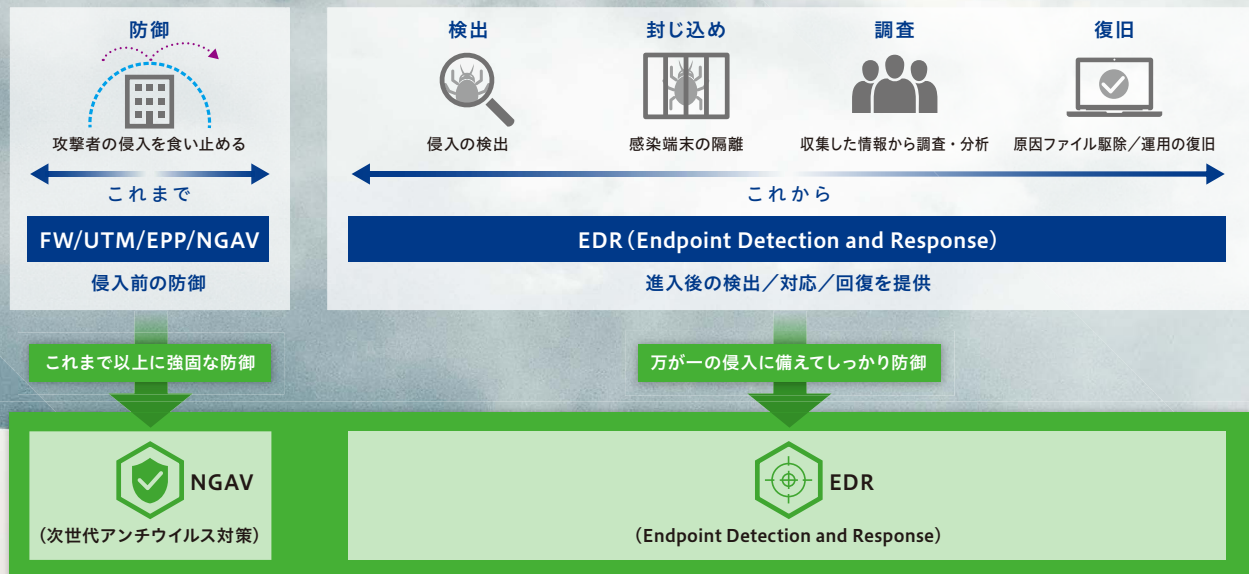 防御
攻撃者の侵入を食い止める
これまで
FW/UTM/EPP/NGAV
侵入前の防御
検出
封じ込め
調査
復旧
侵入の検出
感染端末の隔離
収集した情報から調査・分析
原因ファイル駆除／運用の復旧
これから
EDR（Endpoint Detection and Response）
進入後の検出／対応／回復を提供
これまで以上に強固な防御
万が一の侵入に備えてしっかり防御
NGAV
（次世代アンチウイルス対策）
EDR
（Endpoint Detection and Response）